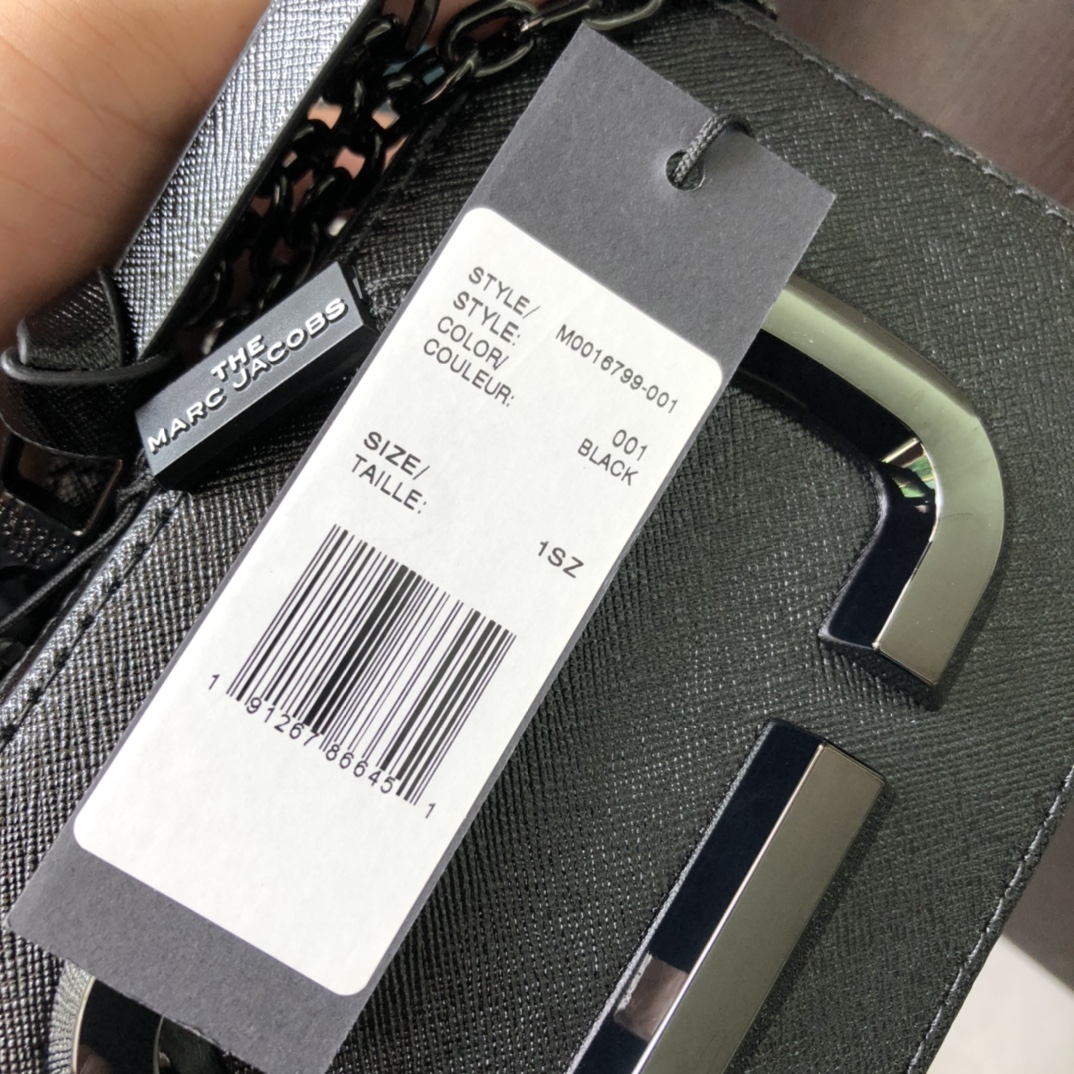 THE
MARC JACOBS
STYLE/
STYLE: M0016799-001
COLOR/
COULEUR: 001
BLACK
SIZE/
TAILLE: 1SZ
1 91267 86645 1